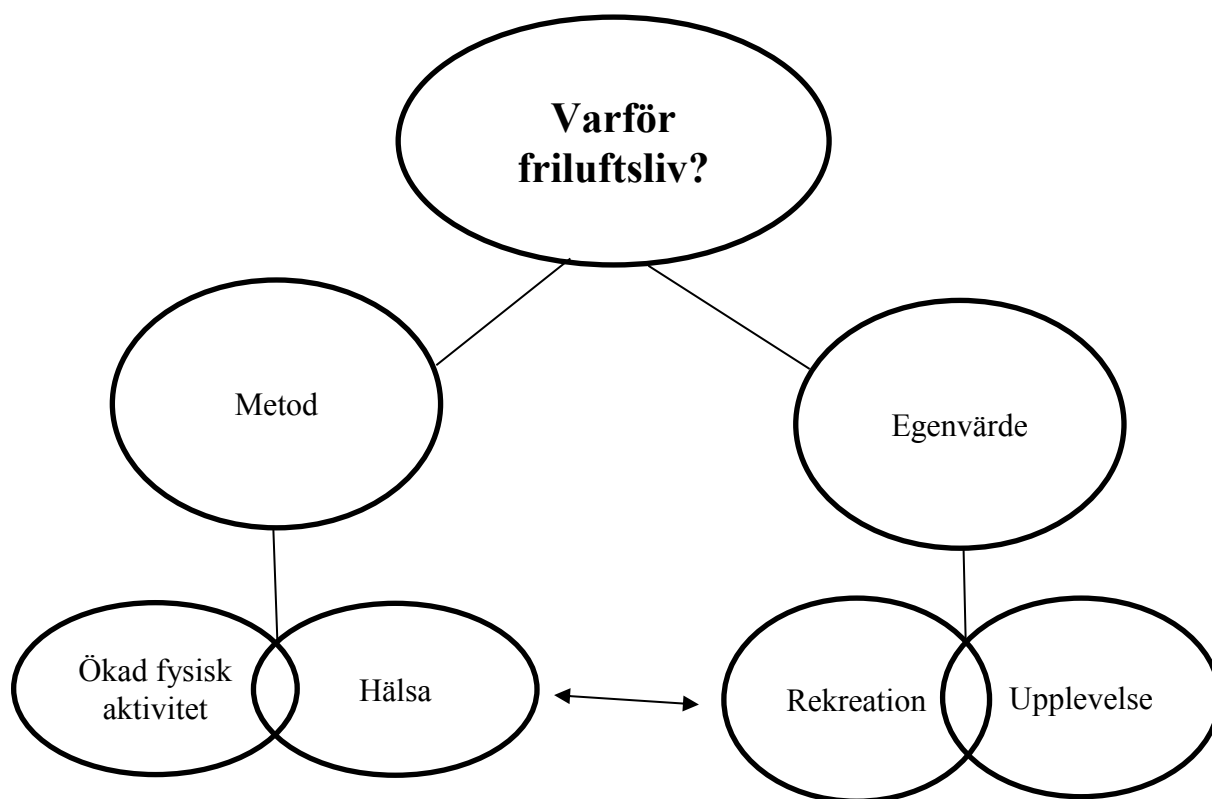 Varför
friluftsliv?
Metod
Egenvärde
Ökad fysisk
aktivitet
Hälsa
Rekreation
Upplevelse